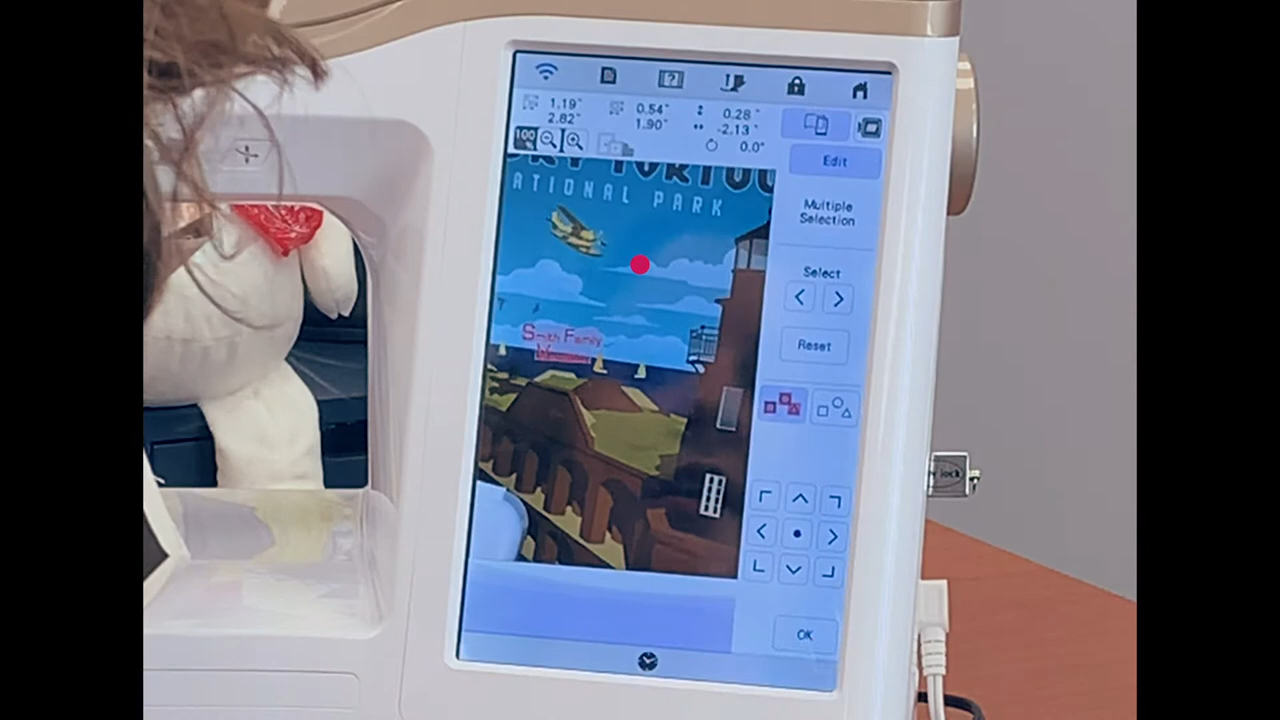 1.19" 0.54" 0.28"
2.82" 1.90" -2.13"
0.0°
100
Edit
ATIONAL PARK
Multiple
Selection
Select
Smith Family
Reset
OK
lock